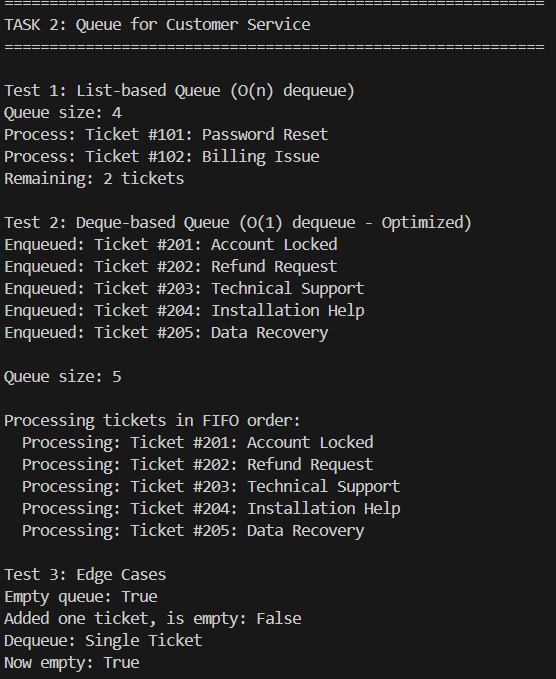 ============================================================
TASK 2: Queue for Customer Service
============================================================

Test 1: List-based Queue (O(n) dequeue)
Queue size: 4
Process: Ticket #101: Password Reset
Process: Ticket #102: Billing Issue
Remaining: 2 tickets

Test 2: Deque-based Queue (O(1) dequeue - Optimized)
Enqueued: Ticket #201: Account Locked
Enqueued: Ticket #202: Refund Request
Enqueued: Ticket #203: Technical Support
Enqueued: Ticket #204: Installation Help
Enqueued: Ticket #205: Data Recovery

Queue size: 5

Processing tickets in FIFO order:
  Processing: Ticket #201: Account Locked
  Processing: Ticket #202: Refund Request
  Processing: Ticket #203: Technical Support
  Processing: Ticket #204: Installation Help
  Processing: Ticket #205: Data Recovery

Test 3: Edge Cases
Empty queue: True
Added one ticket, is empty: False
Dequeue: Single Ticket
Now empty: True